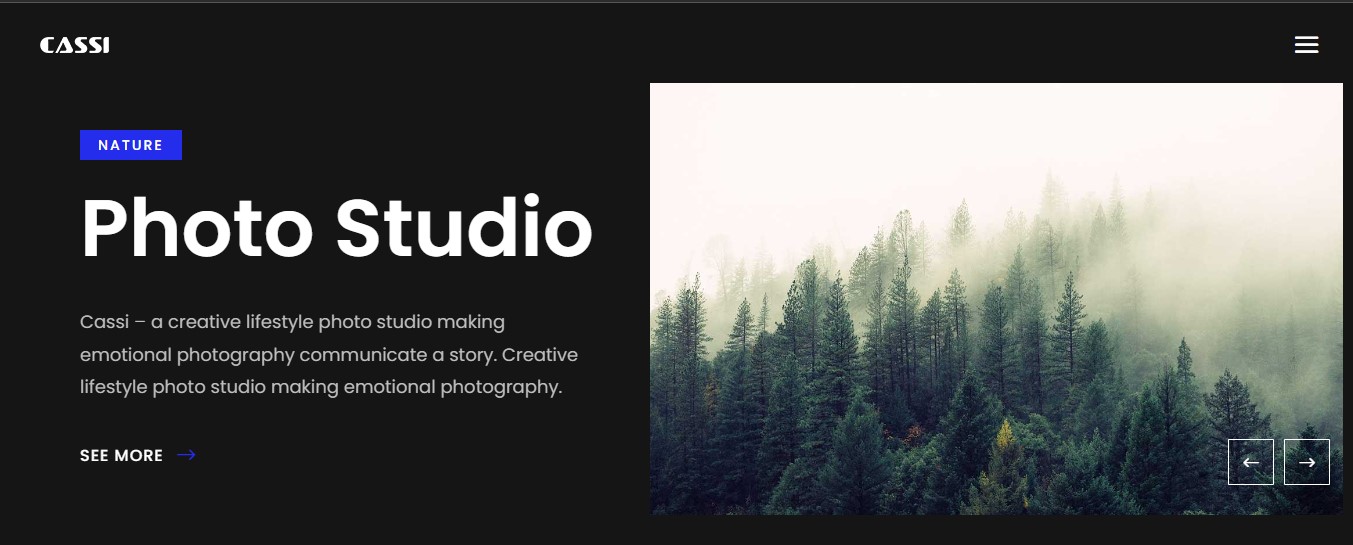 CASSI
NATURE
Photo Studio
Cassi – a creative lifestyle photo studio making
emotional photography communicate a story. Creative
lifestyle photo studio making emotional photography.
SEE MORE